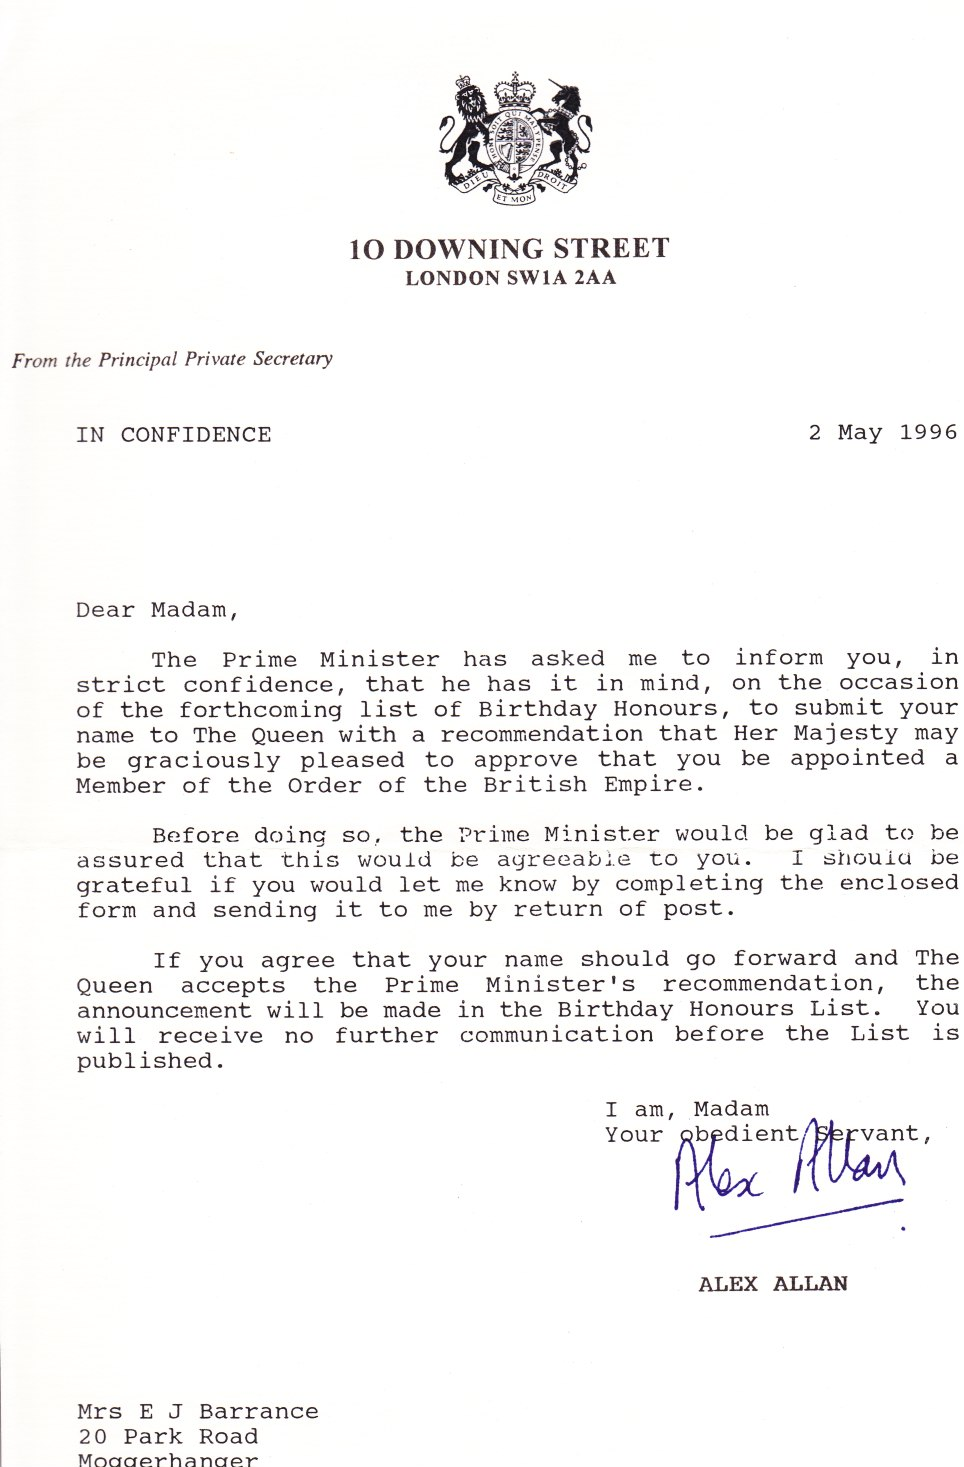 HONI SOIT QUI MAL Y PENSE
DIEU ET MON DROIT
10 DOWNING STREET
LONDON SW1A 2AA
From the Principal Private Secretary
IN CONFIDENCE 2 May 1996
Dear Madam,
The Prime Minister has asked me to inform you, in
strict confidence, that he has it in mind, on the occasion
of the forthcoming list of Birthday Honours, to submit your
name to The Queen with a recommendation that Her Majesty may
be graciously pleased to approve that you be appointed a
Member of the Order of the British Empire.
Before doing so, the Prime Minister would be glad to be
assured that this would be agreeable to you. I should be
grateful if you would let me know by completing the enclosed
form and sending it to me by return of post.
If you agree that your name should go forward and The
Queen accepts the Prime Minister's recommendation, the
announcement will be made in the Birthday Honours List. You
will receive no further communication before the List is
published.
I am, Madam
Your obedient Servant,
Alex Allan
ALEX ALLAN
Mrs E J Barrance
20 Park Road
Moggerhanger